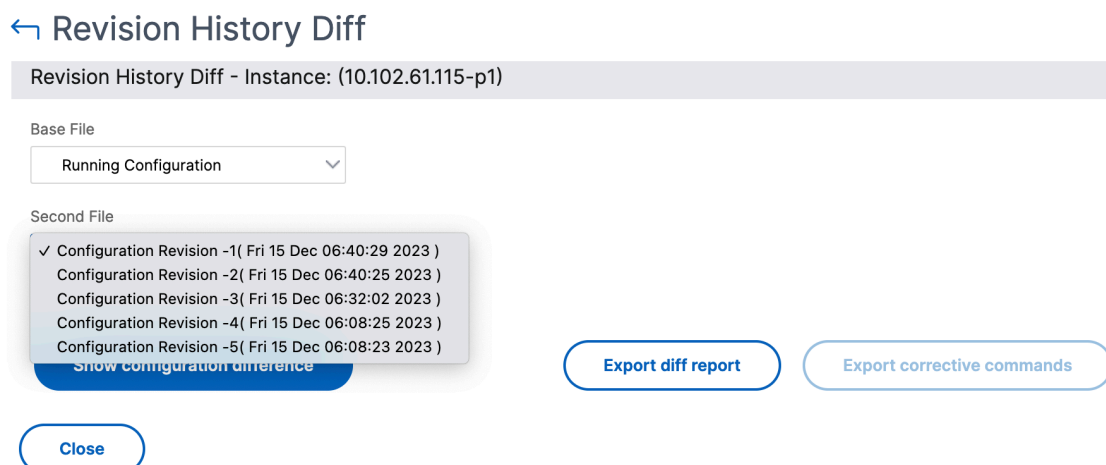 Revision History Diff
Revision History Diff - Instance: (10.102.61.115-p1)
Base File
Running Configuration
Second File
✓ Configuration Revision -1( Fri 15 Dec 06:40:29 2023 )
Configuration Revision -2( Fri 15 Dec 06:40:25 2023 )
Configuration Revision -3( Fri 15 Dec 06:32:02 2023 )
Configuration Revision -4( Fri 15 Dec 06:08:25 2023 )
Configuration Revision -5( Fri 15 Dec 06:08:23 2023 )
Show configuration difference
Export diff report
Export corrective commands
Close